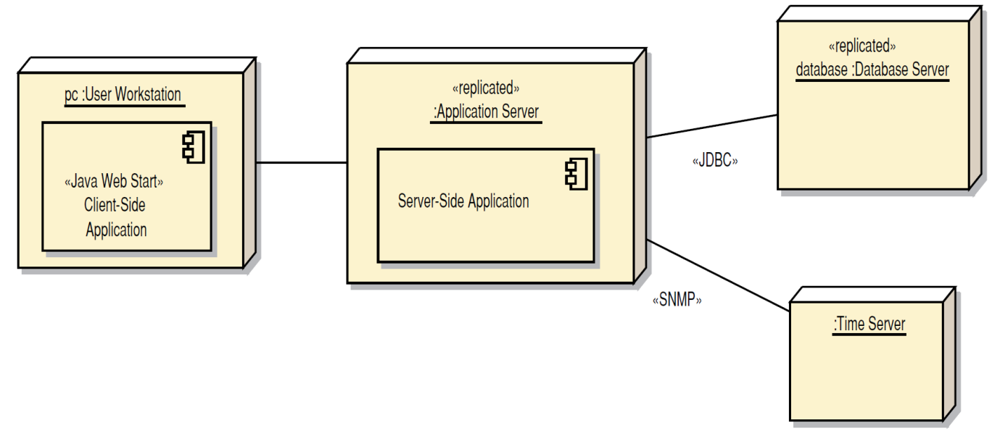 pc :User Workstation
«Java Web Start»
Client-Side
Application
«replicated»
:Application Server
Server-Side Application
«JDBC»
«SNMP»
«replicated»
database :Database Server
:Time Server